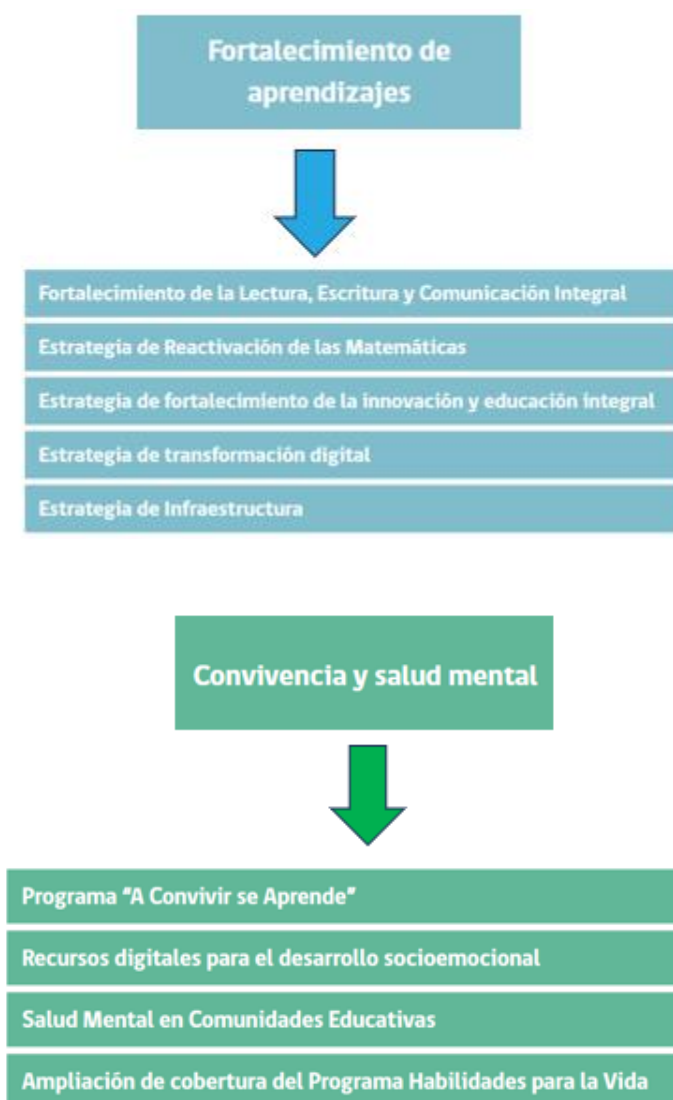 Fortalecimiento de
aprendizajes
Fortalecimiento de la Lectura, Escritura y Comunicación Integral
Estrategia de Reactivación de las Matemáticas
Estrategia de fortalecimiento de la innovación y educación integral
Estrategia de transformación digital
Estrategia de Infraestructura
Convivencia y salud mental
Programa “A Convivir se Aprende”
Recursos digitales para el desarrollo socioemocional
Salud Mental en Comunidades Educativas
Ampliación de cobertura del Programa Habilidades para la Vida